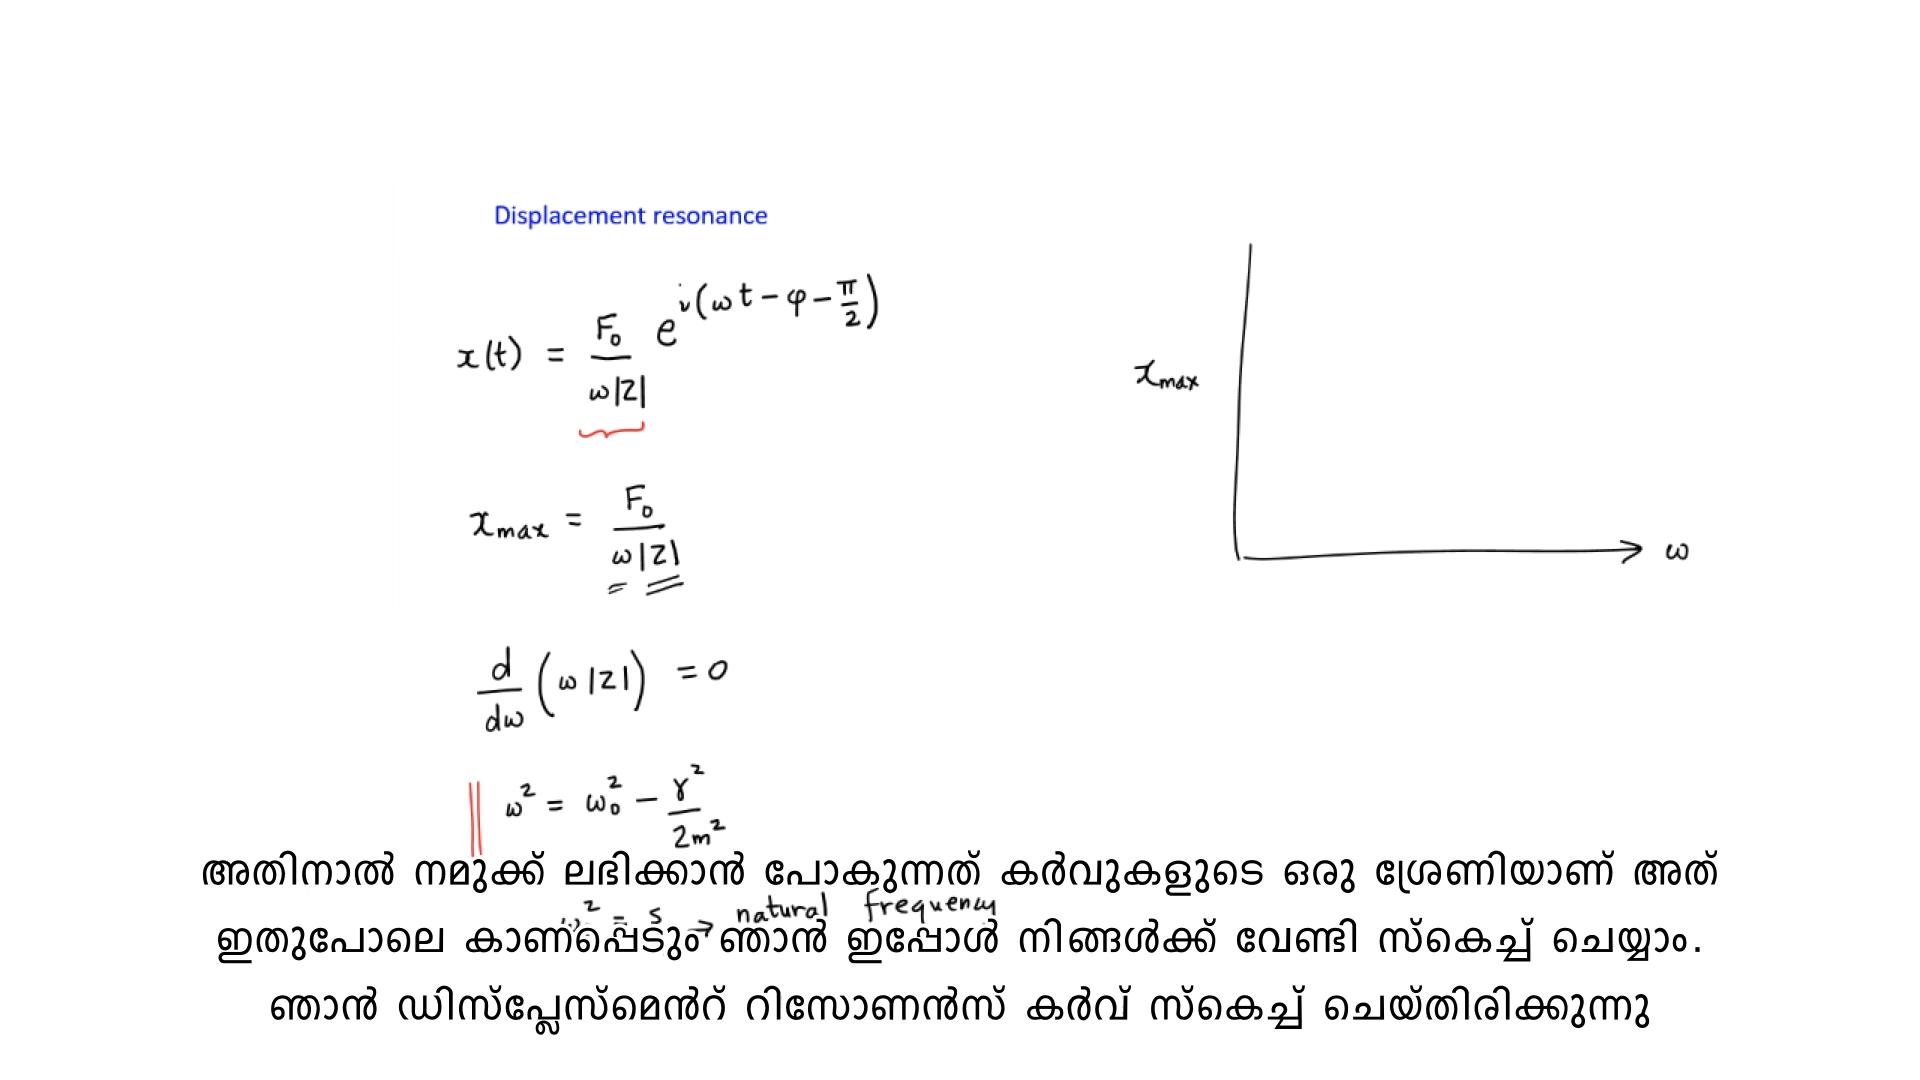 Displacement resonance
x(t) = F₀ / ω|Z| e^i(ωt − φ − π/2)
x_max = F₀ / ω|Z|
d/dω (ω|Z|) = 0
ω² = ω₀² − r² / 2m²
→ natural frequency
x_max
ω
അതിനാൽ നമുക്ക് ലഭിക്കാൻ പോകുന്നത് കർവുകളുടെ ഒരു ശ്രേണിയാണ് അത്
ഇതുപോലെ കാണപ്പെടും ഞാൻ ഇപ്പോൾ നിങ്ങൾക്ക് വേണ്ടി സ്കെച്ച് ചെയ്യാം.
ഞാൻ ഡിസ്പ്ലേസ്മെൻറ് റിസോണൻസ് കർവ് സ്കെച്ച് ചെയ്തിരിക്കുന്നു